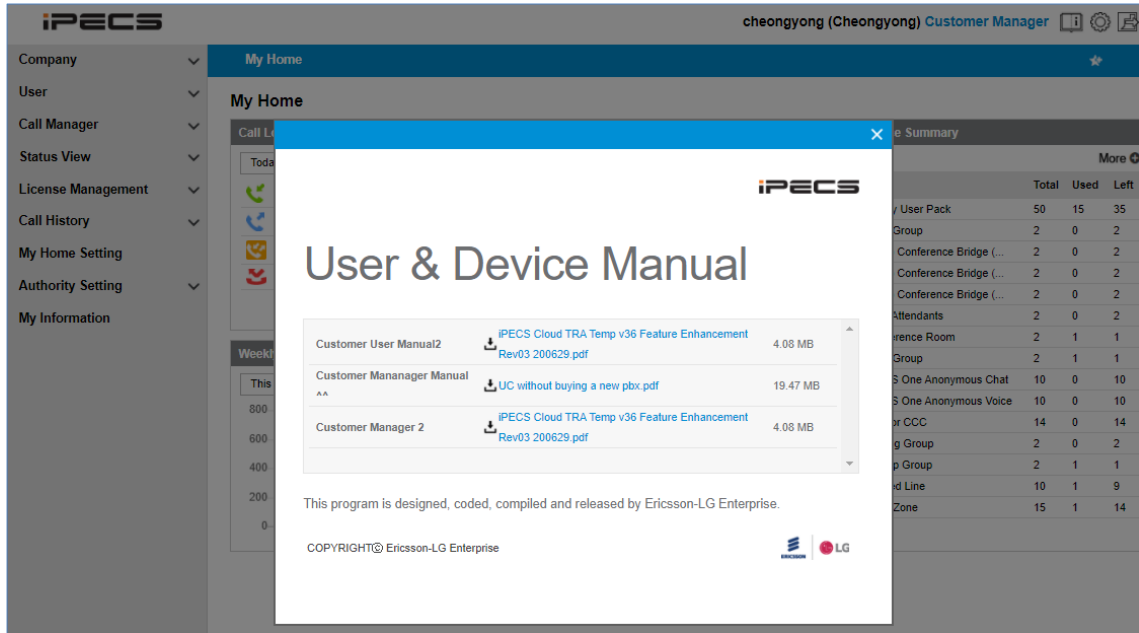 iPECS
cheongyong (Cheongyong) Customer Manager
Company
User
Call Manager
Status View
License Management
Call History
My Home Setting
Authority Setting
My Information
My Home
My Home
Call
Toda
e Summary
More
Total Used Left
User Pack 50 15 35
Group 2 0 2
Conference Bridge (... 2 0 2
Conference Bridge (... 2 0 2
Conference Bridge (... 2 0 2
Attendants 2 0 2
rence Room 2 1 1
Group 2 1 1
S One Anonymous Chat 10 0 10
S One Anonymous Voice 10 0 10
or CCC 14 0 14
g Group 2 0 2
p Group 2 1 1
ed Line 10 1 9
Zone 15 1 14
Weekl
This
800
600
400
200
0
iPECS
User & Device Manual
Customer User Manual2
iPECS Cloud TRA Temp v36 Feature Enhancement
Rev03 200629.pdf
4.08 MB
Customer Mananager Manual
^^
UC without buying a new pbx.pdf
19.47 MB
Customer Manager 2
iPECS Cloud TRA Temp v36 Feature Enhancement
Rev03 200629.pdf
4.08 MB
This program is designed, coded, compiled and released by Ericsson-LG Enterprise.
COPYRIGHTⓒ Ericsson-LG Enterprise
ERICSSON
LG